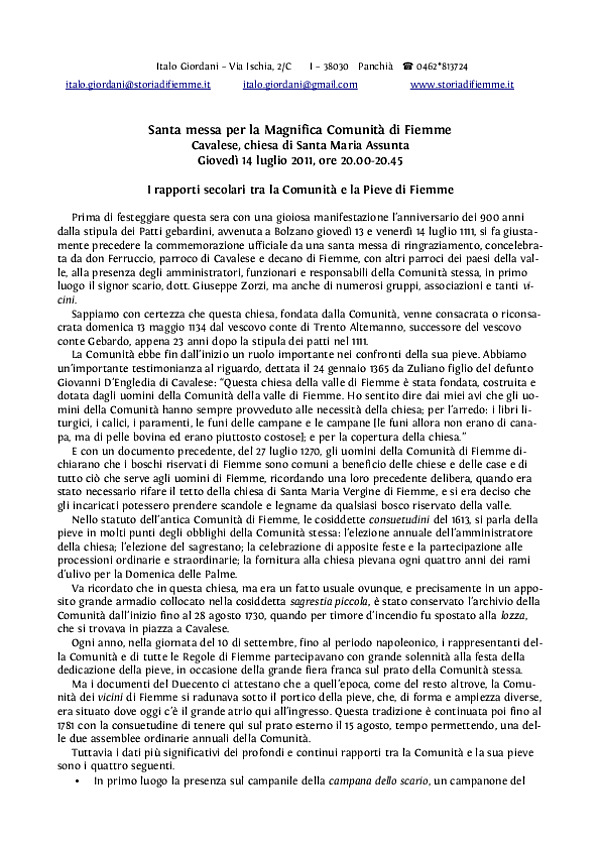 Italo Giordani – Via Ischia, 2/C I – 38030 Panchià ☎ 0462*813724
italo.giordani@storiadifiemme.it italo.giordani@gmail.com www.storiadifiemme.it
Santa messa per la Magnifica Comunità di Fiemme
Cavalese, chiesa di Santa Maria Assunta
Giovedì 14 luglio 2011, ore 20.00-20.45
I rapporti secolari tra la Comunità e la Pieve di Fiemme
Prima di festeggiare questa sera con una gioiosa manifestazione l'anniversario dei 900 anni
dalla stipula dei Patti gebardini, avvenuta a Bolzano giovedì 13 e venerdì 14 luglio 1111, si fa giusta-
mente precedere la commemorazione ufficiale da una santa messa di ringraziamento, concelebra-
ta da don Ferruccio, parroco di Cavalese e decano di Fiemme, con altri parroci dei paesi della val-
le, alla presenza degli amministratori, funzionari e responsabili della Comunità stessa, in primo
luogo il signor scario, dott. Giuseppe Zorzi, ma anche di numerosi gruppi, associazioni e tanti vi-
cini.
Sappiamo con certezza che questa chiesa, fondata dalla Comunità, venne consacrata o riconsa-
crata domenica 13 maggio 1134 dal vescovo conte di Trento Altemanno, successore del vescovo
conte Gebardo, appena 23 anni dopo la stipula dei patti nel 1111.
La Comunità ebbe fin dall'inizio un ruolo importante nei confronti della sua pieve. Abbiamo
un'importante testimonianza al riguardo, dettata il 24 gennaio 1365 da Zuliano figlio del defunto
Giovanni D'Engledia di Cavalese: "Questa chiesa della valle di Fiemme è stata fondata, costruita e
dotata dagli uomini della Comunità della valle di Fiemme. Ho sentito dire dai miei avi che gli uo-
mini della Comunità hanno sempre provveduto alle necessità della chiesa; per l'arredo: i libri li-
turgici, i calici, i paramenti, le funi delle campane e le campane [le funi allora non erano di cana-
pa, ma di pelle bovina ed erano piuttosto costose]; e per la copertura della chiesa."
E con un documento precedente, del 27 luglio 1270, gli uomini della Comunità di Fiemme di-
chiarano che i boschi riservati di Fiemme sono comuni a beneficio delle chiese e delle case e di
tutto ciò che serve agli uomini di Fiemme, ricordando una loro precedente delibera, quando era
stato necessario rifare il tetto della chiesa di Santa Maria Vergine di Fiemme, e si era deciso che
gli incaricati potessero prendere scandole e legname da qualsiasi bosco riservato della valle.
Nello statuto dell'antica Comunità di Fiemme, le cosiddette consuetudini del 1613, si parla della
pieve in molti punti degli obblighi della Comunità stessa: l'elezione annuale dell'amministratore
della chiesa; l'elezione del sagrestano; la celebrazione di apposite feste e la partecipazione alle
processioni ordinarie e straordinarie; la fornitura alla chiesa pievana ogni quattro anni dei rami
d'ulivo per la Domenica delle Palme.
Va ricordato che in questa chiesa, ma era un fatto usuale ovunque, e precisamente in un appo-
sito grande armadio collocato nella cosiddetta sagrestia piccola, è stato conservato l'archivio della
Comunità dall'inizio fino al 28 agosto 1730, quando per timore d'incendio fu spostato alla lozza,
che si trovava in piazza a Cavalese.
Ogni anno, nella giornata del 10 di settembre, fino al periodo napoleonico, i rappresentanti del-
la Comunità e di tutte le Regole di Fiemme partecipavano con grande solennità alla festa della
dedicazione della pieve, in occasione della grande fiera franca sul prato della Comunità stessa.
Ma i documenti del Duecento ci attestano che a quell'epoca, come del resto altrove, la Comu-
nità dei vicini di Fiemme si radunava sotto il portico della pieve, che, di forma e ampiezza diverse,
era situato dove oggi c'è il grande atrio qui all'ingresso. Questa tradizione è continuata poi fino al
1781 con la consuetudine di tenere qui sul prato esterno il 15 agosto, tempo permettendo, una del-
le due assemblee ordinarie annuali della Comunità.
Tuttavia i dati più significativi dei profondi e continui rapporti tra la Comunità e la sua pieve
sono i quattro seguenti.
• In primo luogo la presenza sul campanile della campana dello scario, un campanone del